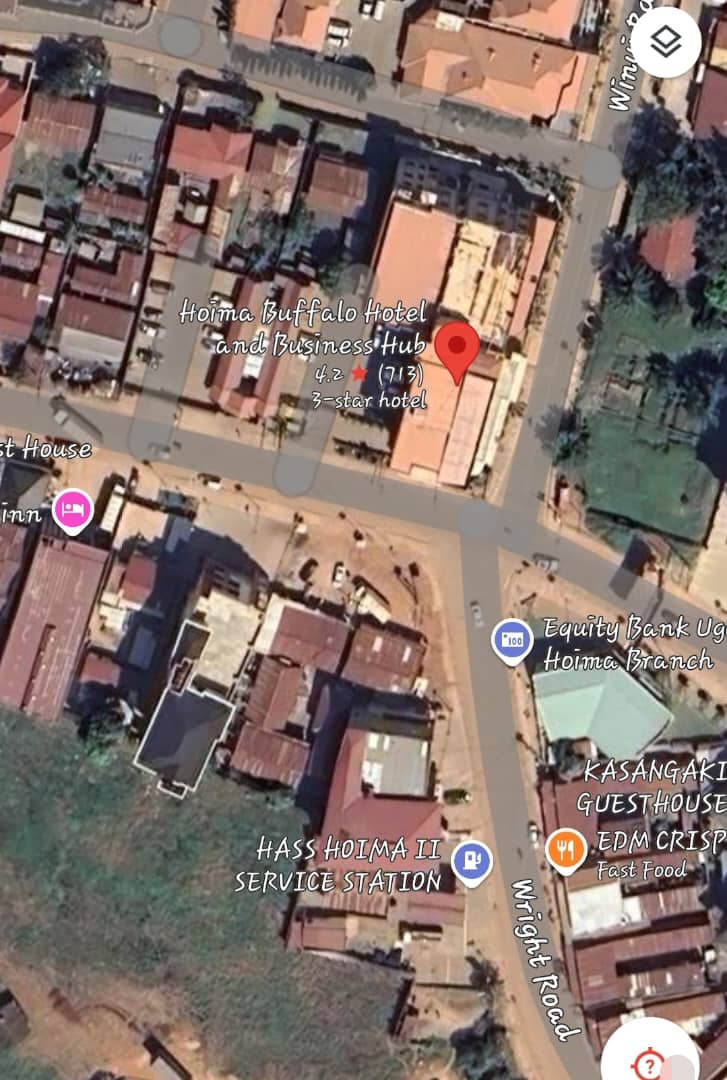 Hoima Buffalo Hotel
and Business Hub
4.2 ★ (713)
3-star hotel
st House
inn
Equity Bank Ug
Hoima Branch
KASANGAKI
GUESTHOUSE
EDM CRISP
Fast Food
HASS HOIMA II
SERVICE STATION
Wright Road